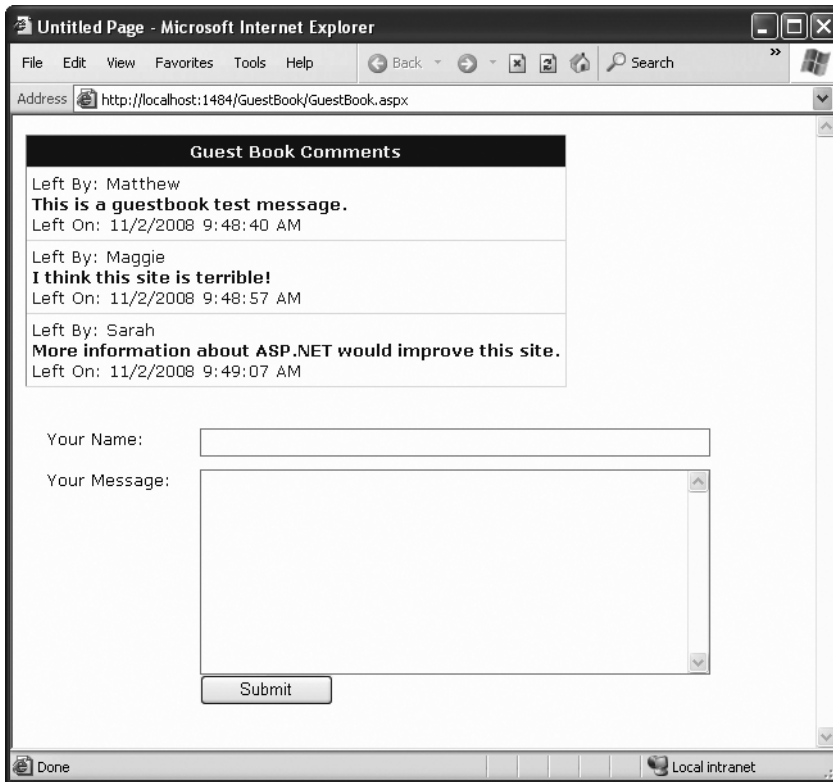 Untitled Page - Microsoft Internet Explorer
File Edit View Favorites Tools Help Back Search »
Address http://localhost:1484/GuestBook/GuestBook.aspx
Guest Book Comments
Left By: Matthew
This is a guestbook test message.
Left On: 11/2/2008 9:48:40 AM
Left By: Maggie
I think this site is terrible!
Left On: 11/2/2008 9:48:57 AM
Left By: Sarah
More information about ASP.NET would improve this site.
Left On: 11/2/2008 9:49:07 AM
Your Name:
Your Message:
Submit
Done Local intranet